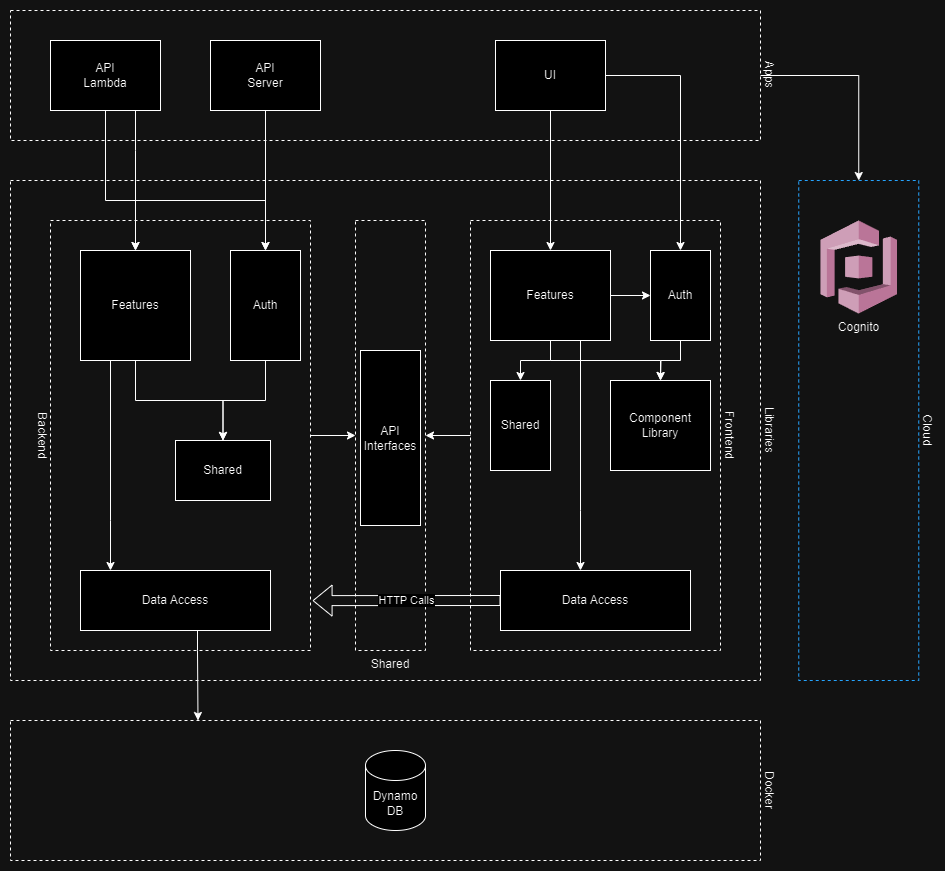 API
Lambda
API
Server
UI
Apps
Features
Auth
Features
Auth
Cognito
Backend
Shared
API
Interfaces
Shared
Component
Library
Frontend
Libraries
Cloud
Data Access
HTTP Calls
Data Access
Shared
Dynamo
DB
Docker